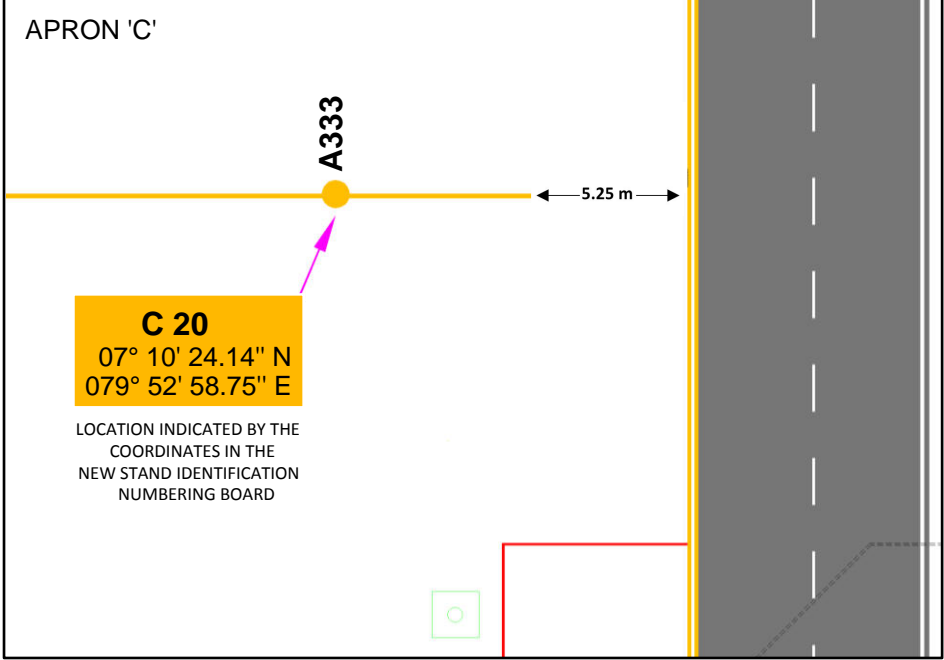 APRON 'C'
A333
5.25 m
C 20
07° 10' 24.14" N
079° 52' 58.75" E
LOCATION INDICATED BY THE
COORDINATES IN THE
NEW STAND IDENTIFICATION
NUMBERING BOARD